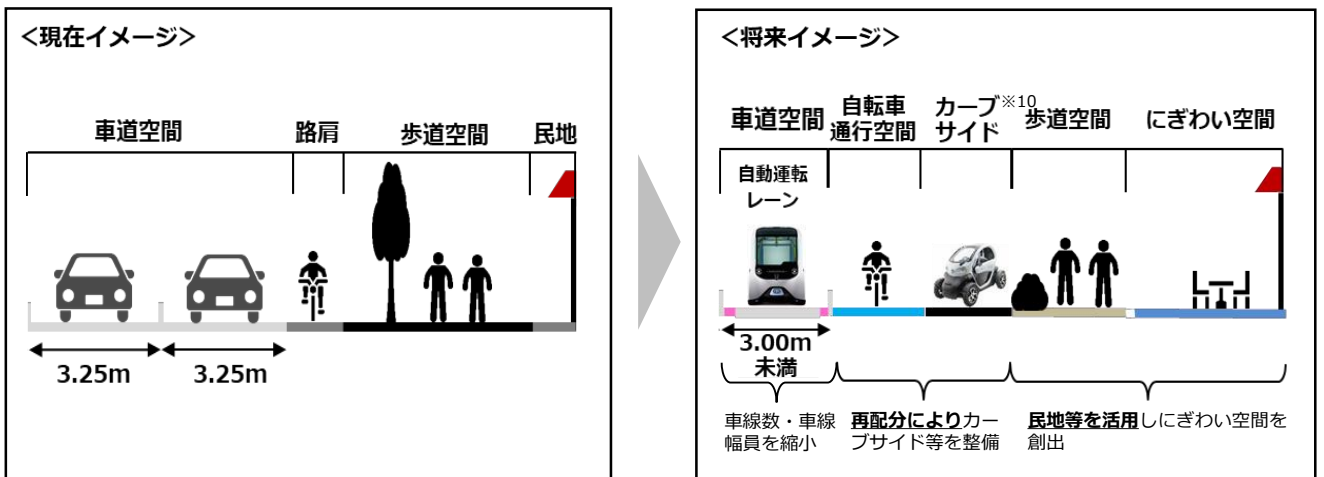 <現在イメージ>
車道空間
路肩
歩道空間
民地
3.25m
3.25m
<将来イメージ>
車道空間
自転車
通行空間
カーブ※10
サイド
歩道空間
にぎわい空間
自動運転
レーン
3.00m
未満
車線数・車線
幅員を縮小
再配分によりカー
ブサイド等を整備
民地等を活用しにぎわい空間を
創出